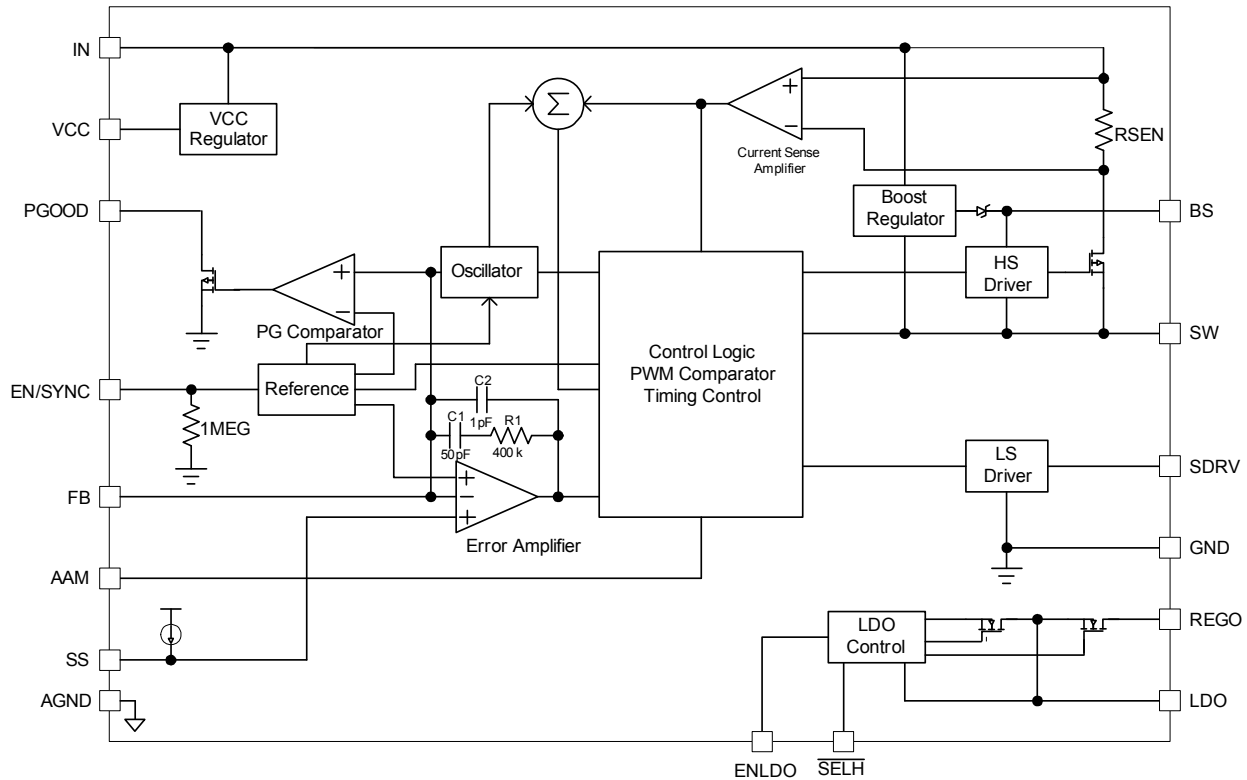 IN
VCC
Regulator
VCC
Σ
+
−
Current Sense
Amplifier
RSEN
PGOOD
Boost
Regulator
BS
+
−
PG Comparator
Oscillator
HS
Driver
SW
Control Logic
PWM Comparator
Timing Control
EN/SYNC
Reference
1MEG
C2
1pF
C1
50pF
R1
400 k
LS
Driver
SDRV
FB
+
−
+
Error Amplifier
GND
AAM
LDO
Control
REGO
SS
AGND
LDO
ENLDO
SELH